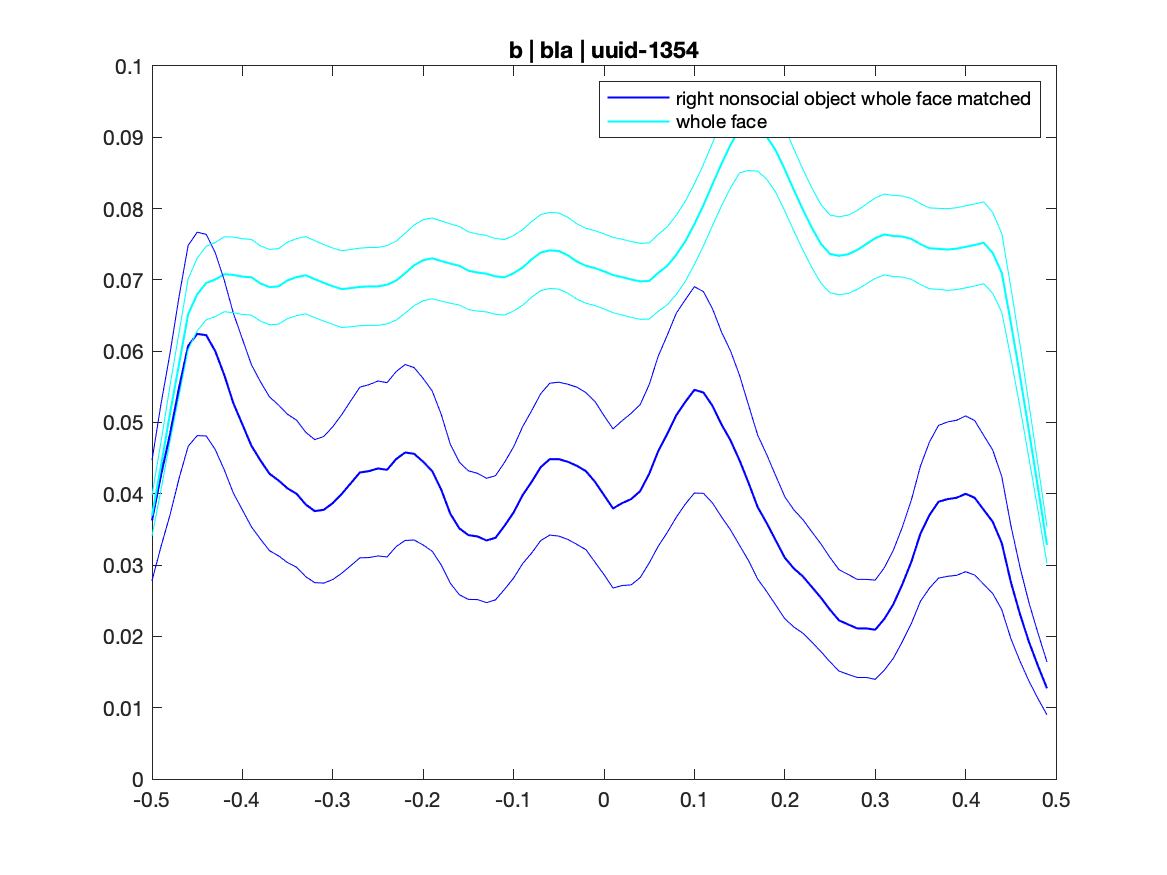 b | bla | uuid-1354
right nonsocial object whole face matched
whole face
0.1
0.09
0.08
0.07
0.06
0.05
0.04
0.03
0.02
0.01
0
-0.5 -0.4 -0.3 -0.2 -0.1 0 0.1 0.2 0.3 0.4 0.5